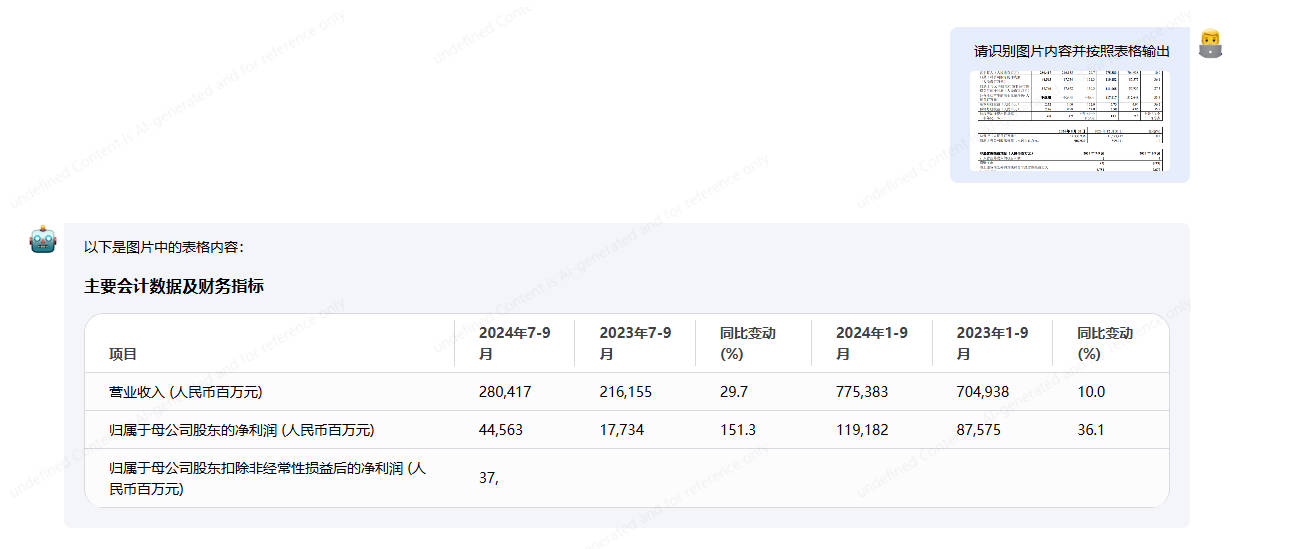 请识别图片内容并按照表格输出
以下是图片中的表格内容：
主要会计数据及财务指标
项目 2024年7-9月 2023年7-9月 同比变动(%) 2024年1-9月 2023年1-9月 同比变动(%)
营业收入 (人民币百万元) 280,417 216,155 29.7 775,383 704,938 10.0
归属于母公司股东的净利润 (人民币百万元) 44,563 17,734 151.3 119,182 87,575 36.1
归属于母公司股东扣除非经常性损益后的净利润 (人
民币百万元) 37,
undefined Content is AI-generated and for reference only